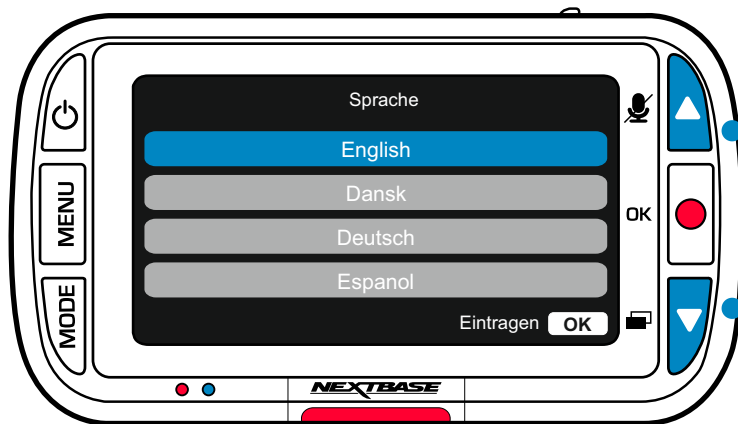 Sprache
English
MENU
Dansk
OK
Deutsch
Espanol
MODE
Eintragen OK
NEXTBASE